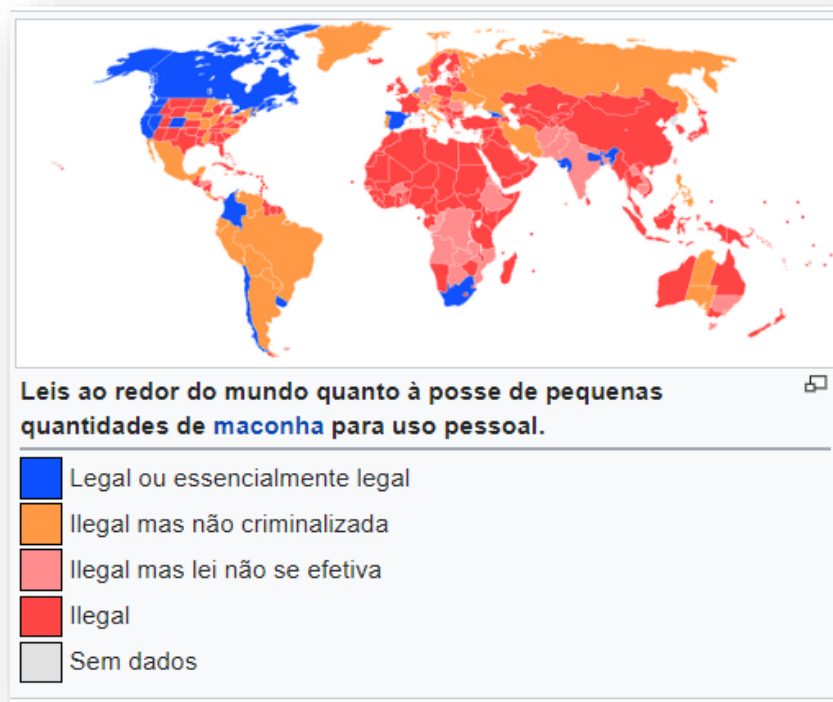 Leis ao redor do mundo quanto à posse de pequenas
quantidades de maconha para uso pessoal.
Legal ou essencialmente legal
Ilegal mas não criminalizada
Ilegal mas lei não se efetiva
Ilegal
Sem dados